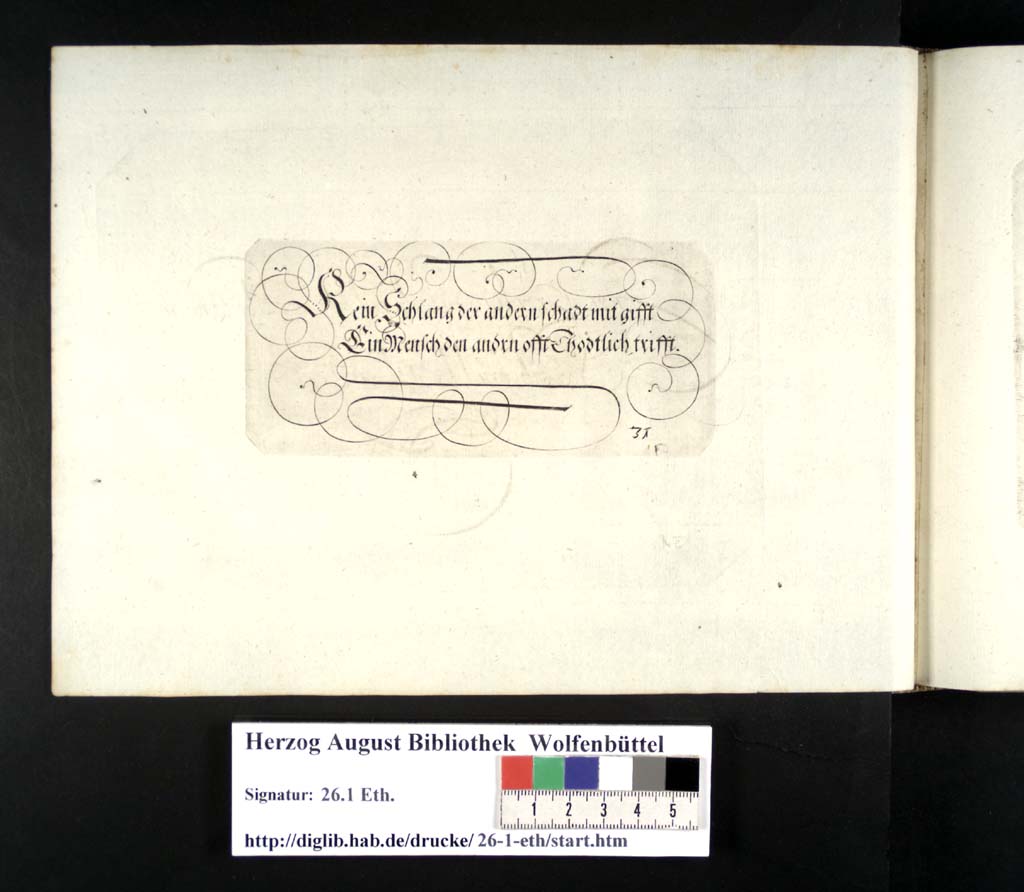 Kein Schlang der andern schadt mit gifft
Ein Mensch den andrn offt Thödtlich trifft.
Herzog August Bibliothek Wolfenbüttel
Signatur: 26.1 Eth.
1 2 3 4 5
http://diglib.hab.de/drucke/ 26-1-eth/start.htm